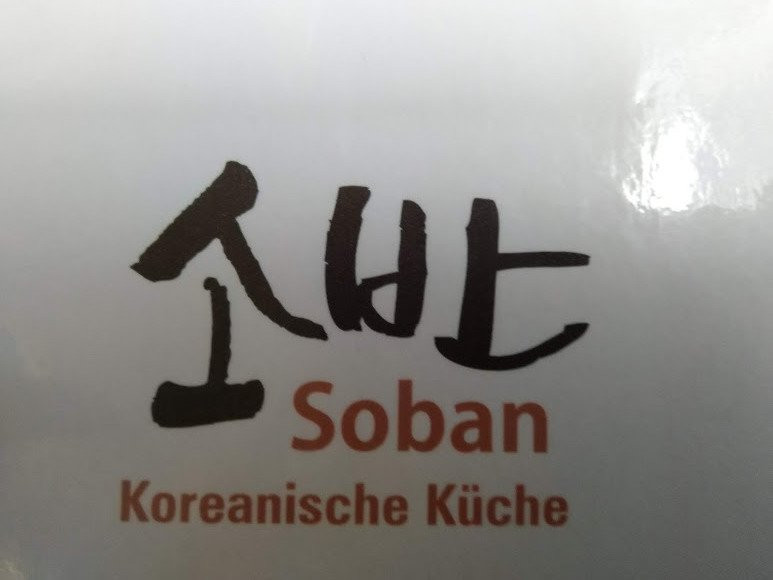 소반
Soban
Koreanische Küche